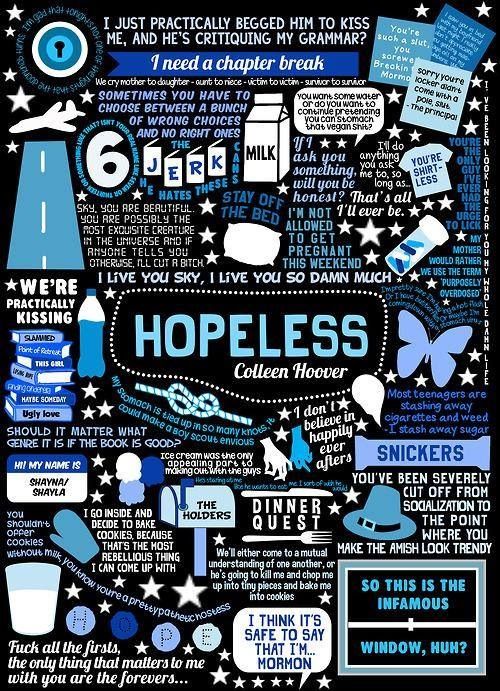 I JUST PRACTICALLY BEGGED HIM TO KISS
ME, AND HE'S CRITIQUING MY GRAMMAR?
I need a chapter break
We cry mother to daughter - aunt to niece - victim to victim - survivor to survivor
You're
such a slut,
you
sorry you're
locker didn't
come with a
pole, slut.
- The principal
SOMETIMES YOU HAVE TO
CHOOSE BETWEEN A BUNCH
OF WRONG CHOICES
AND NO RIGHT ONES
MILK
You want some water
or do you want to
continue pretending
you can stomach
that vegan shit?
6
THE
JERK
CANS
HE HATES THESE
If I
ask you
something,
will you be
honest?
I'll do
anything
you ask
me to, so
long as...
YOU'RE
SHIRT-
LESS
That's all
I'll ever be.
YOU'RE
THE
ONLY
GUY
I'VE
EVER
HAD
THE
URGE
TO LICK
I'VE BEEN LOOKING FOR YOU MY WHOLE DAMN LIFE
SKY, YOU ARE BEAUTIFUL.
YOU ARE POSSIBLY THE
MOST EXQUISITE CREATURE
IN THE UNIVERSE AND IF
ANYONE TELLS YOU
OTHERWISE, I'LL CUT A BITCH.
STAY OFF
THE BED
I'M NOT
ALLOWED
TO GET
PREGNANT
THIS WEEKEND
MY
MOTHER
WOULD RATHER
WE USE THE TERM
'PURPOSELY
OVERDOSED'
I LIVE YOU SKY, I LIVE YOU SO DAMN MUCH
WE'RE
PRACTICALLY
KISSING
HOPELESS
Colleen Hoover
SLAMMED
Point of Retreat
THIS GIRL
Finding Cinderella
MAYBE SOMEDAY
Ugly love
My stomach is tied up in so many knots, it
could make a boy scout envious
I don't
believe in
happily
ever
afters
Most teenagers are
stashing away
cigarettes and weed
- I stash away sugar
SNICKERS
SHOULD IT MATTER WHAT
GENRE IT IS IF THE BOOK IS GOOD?
HI! MY NAME IS
SHAYNA/
SHAYLA
Ice cream was the only
appealing part to
making out with the guys
THE
HOLDERS
DINNER
QUEST
YOU'VE BEEN SEVERELY
CUT OFF FROM
SOCIALIZATION TO
THE POINT
WHERE YOU
MAKE THE AMISH LOOK TRENDY
You
shouldn't
offer
cookies
without milk, you know you're a pretty pathetic hostess
I GO INSIDE AND
DECIDE TO BAKE
COOKIES, BECAUSE
THAT'S THE MOST
REBELLIOUS THING
I CAN COME UP WITH
We'll either come to a mutual
understanding of one another, or
he's going to kill me and chop me
up into tiny pieces and bake me
into cookies
SO THIS IS THE
INFAMOUS
WINDOW, HUH?
HOPE
I THINK IT'S
SAFE TO SAY
THAT I'M...
MORMON
Fuck all the firsts,
the only thing that matters to me
with you are the forevers...